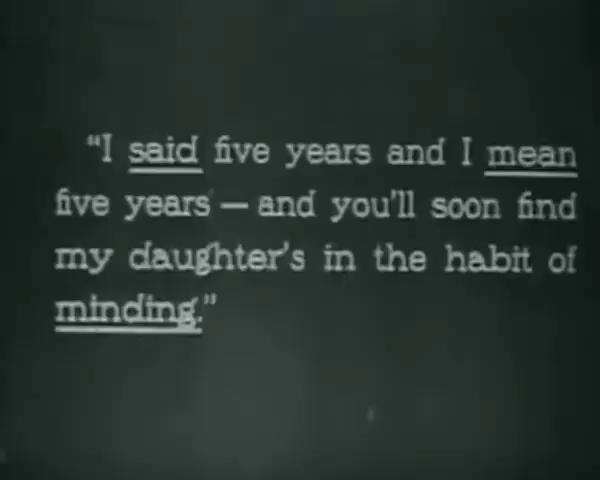 “I said five years and I mean
five years — and you'll soon find
my daughter's in the habit of
minding.”